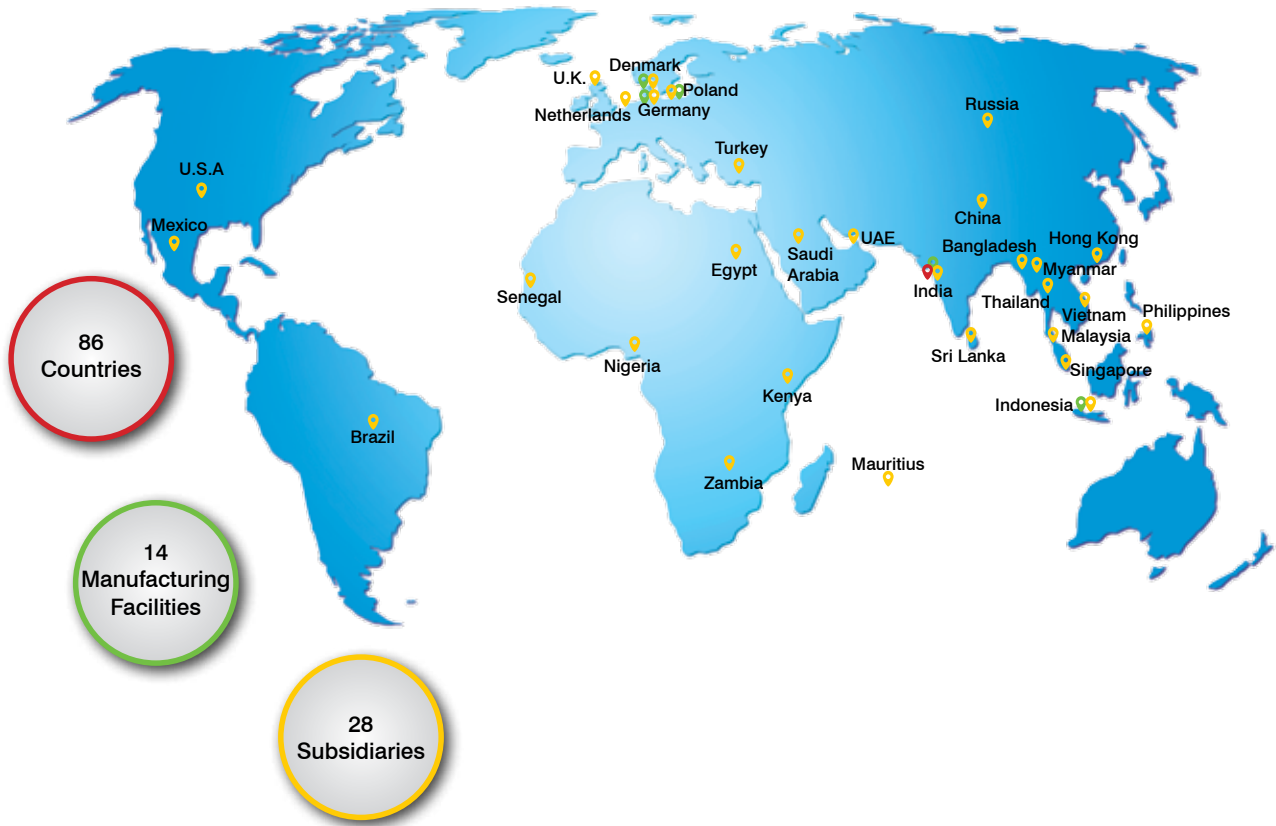 U.K.
Denmark
Poland
Netherlands
Germany
Russia
Turkey
U.S.A
Mexico
China
UAE
Bangladesh
Hong Kong
Saudi
Arabia
Egypt
Myanmar
India
Senegal
Thailand
Vietnam
Philippines
Malaysia
Sri Lanka
Nigeria
Singapore
Kenya
Indonesia
Brazil
Mauritius
Zambia
86
Countries
14
Manufacturing
Facilities
28
Subsidiaries